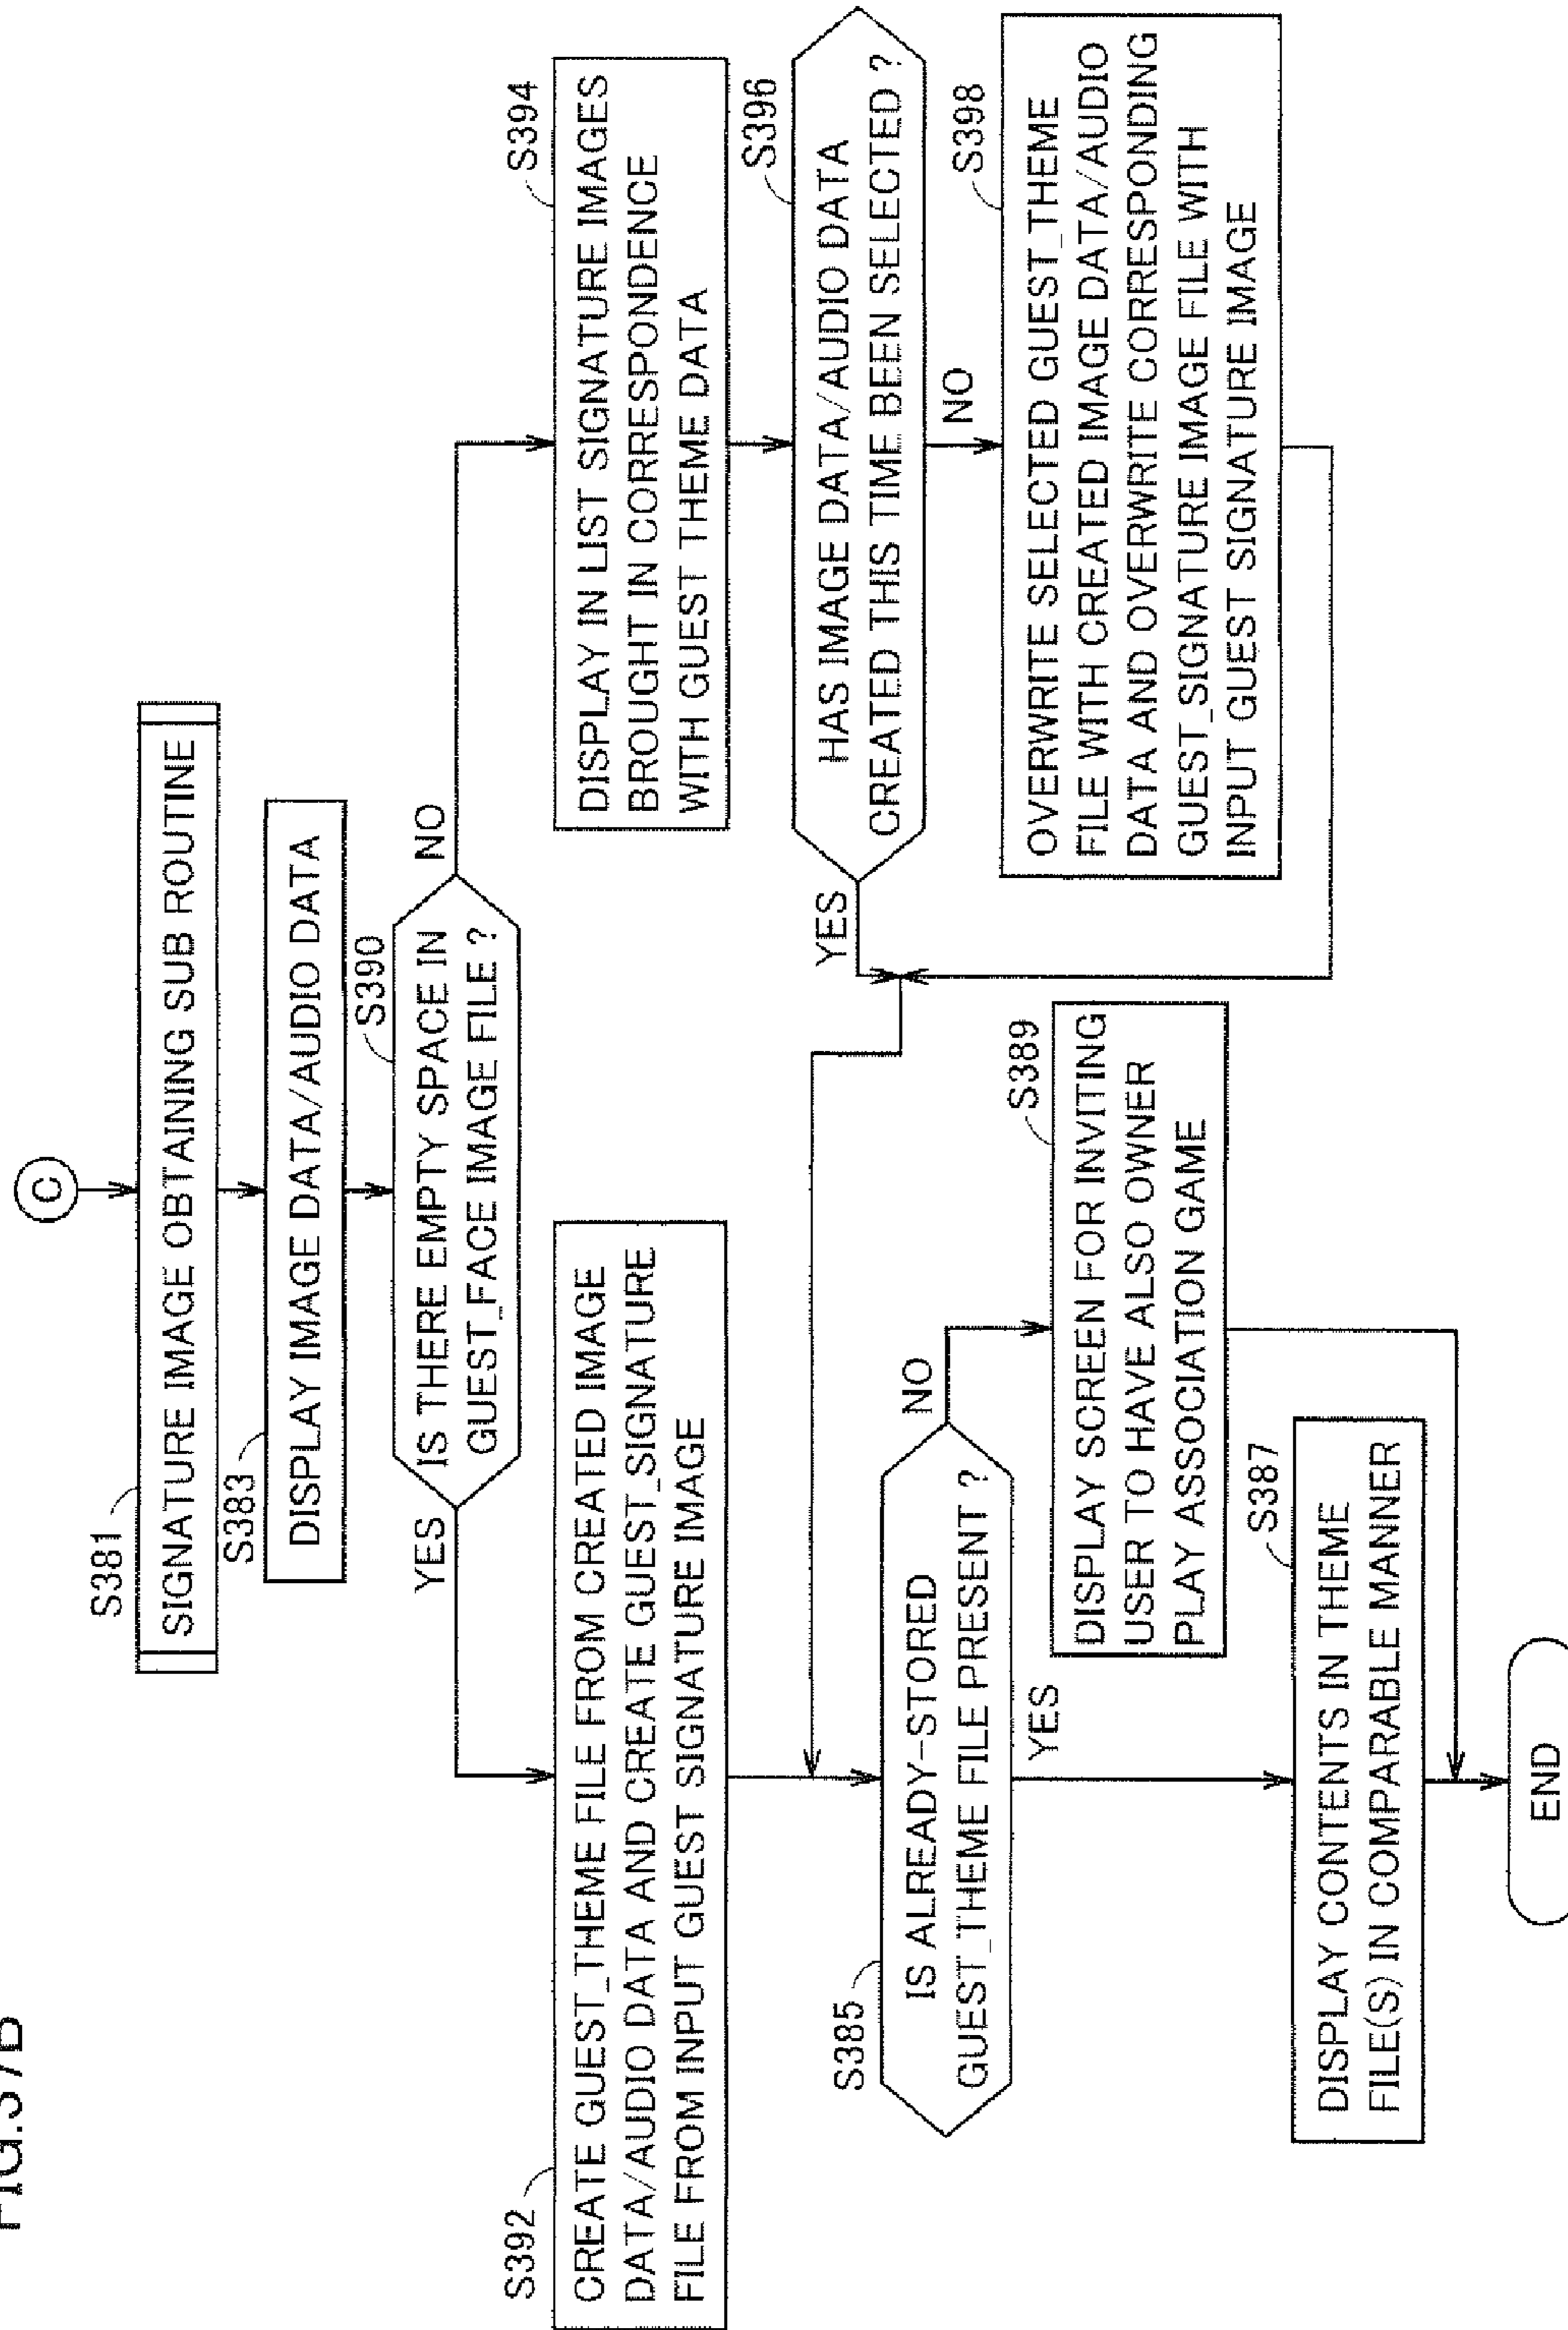 FIG.37B
C
S381
SIGNATURE IMAGE OBTAINING SUB ROUTINE
S383
DISPLAY IMAGE DATA/AUDIO DATA
S390
IS THERE EMPTY SPACE IN
GUEST_FACE IMAGE FILE ?
YES
NO
S392
CREATE GUEST_THEME FILE FROM CREATED IMAGE
DATA/AUDIO DATA AND CREATE GUEST_SIGNATURE
FILE FROM INPUT GUEST SIGNATURE IMAGE
S394
DISPLAY IN LIST SIGNATURE IMAGES
BROUGHT IN CORRESPONDENCE
WITH GUEST THEME DATA
S396
HAS IMAGE DATA/AUDIO DATA
CREATED THIS TIME BEEN SELECTED ?
YES
NO
S398
OVERWRITE SELECTED GUEST_THEME
FILE WITH CREATED IMAGE DATA/AUDIO
DATA AND OVERWRITE CORRESPONDING
GUEST_SIGNATURE IMAGE FILE WITH
INPUT GUEST SIGNATURE IMAGE
S385
IS ALREADY-STORED
GUEST_THEME FILE PRESENT ?
NO
YES
S389
DISPLAY SCREEN FOR INVITING
USER TO HAVE ALSO OWNER
PLAY ASSOCIATION GAME
S387
DISPLAY CONTENTS IN THEME
FILE(S) IN COMPARABLE MANNER
END